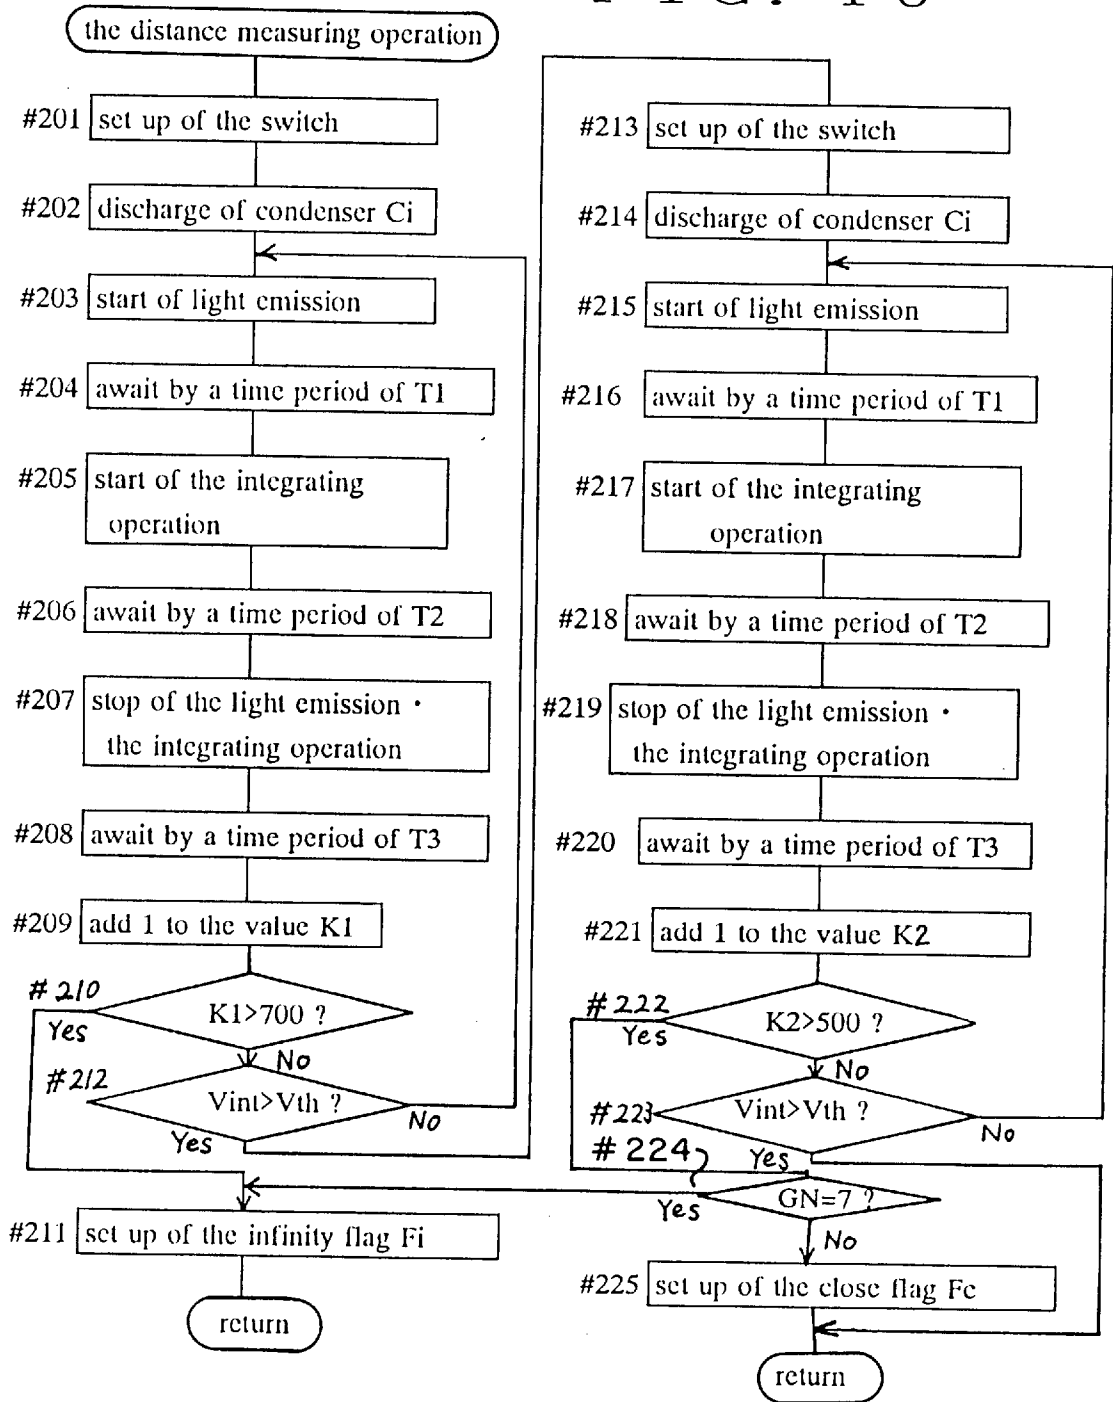 FIG. 10
the distance measuring operation
#201 set up of the switch
#202 discharge of condenser Ci
#203 start of light emission
#204 await by a time period of T1
#205 start of the integrating
operation
#206 await by a time period of T2
#207 stop of the light emission ·
the integrating operation
#208 await by a time period of T3
#209 add 1 to the value K1
#210
K1>700 ?
Yes
No
#212
Vint>Vth ?
No
Yes
#211 set up of the infinity flag Fi
return
#213 set up of the switch
#214 discharge of condenser Ci
#215 start of light emission
#216 await by a time period of T1
#217 start of the integrating
operation
#218 await by a time period of T2
#219 stop of the light emission ·
the integrating operation
#220 await by a time period of T3
#221 add 1 to the value K2
#222
K2>500 ?
Yes
No
#223 Vint>Vth ?
No
Yes
#224
GN=7 ?
Yes
No
#225 set up of the close flag Fc
return